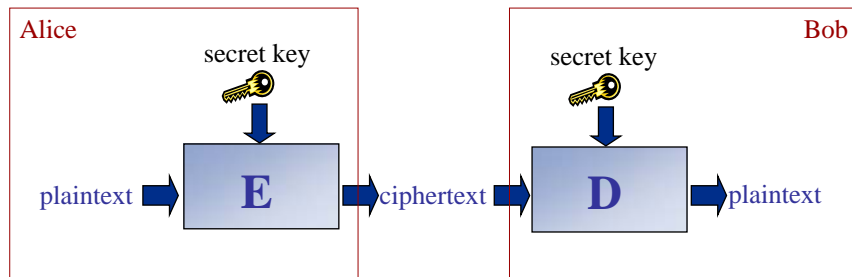 Alice
Bob
secret key
secret key
plaintext
E
ciphertext
D
plaintext